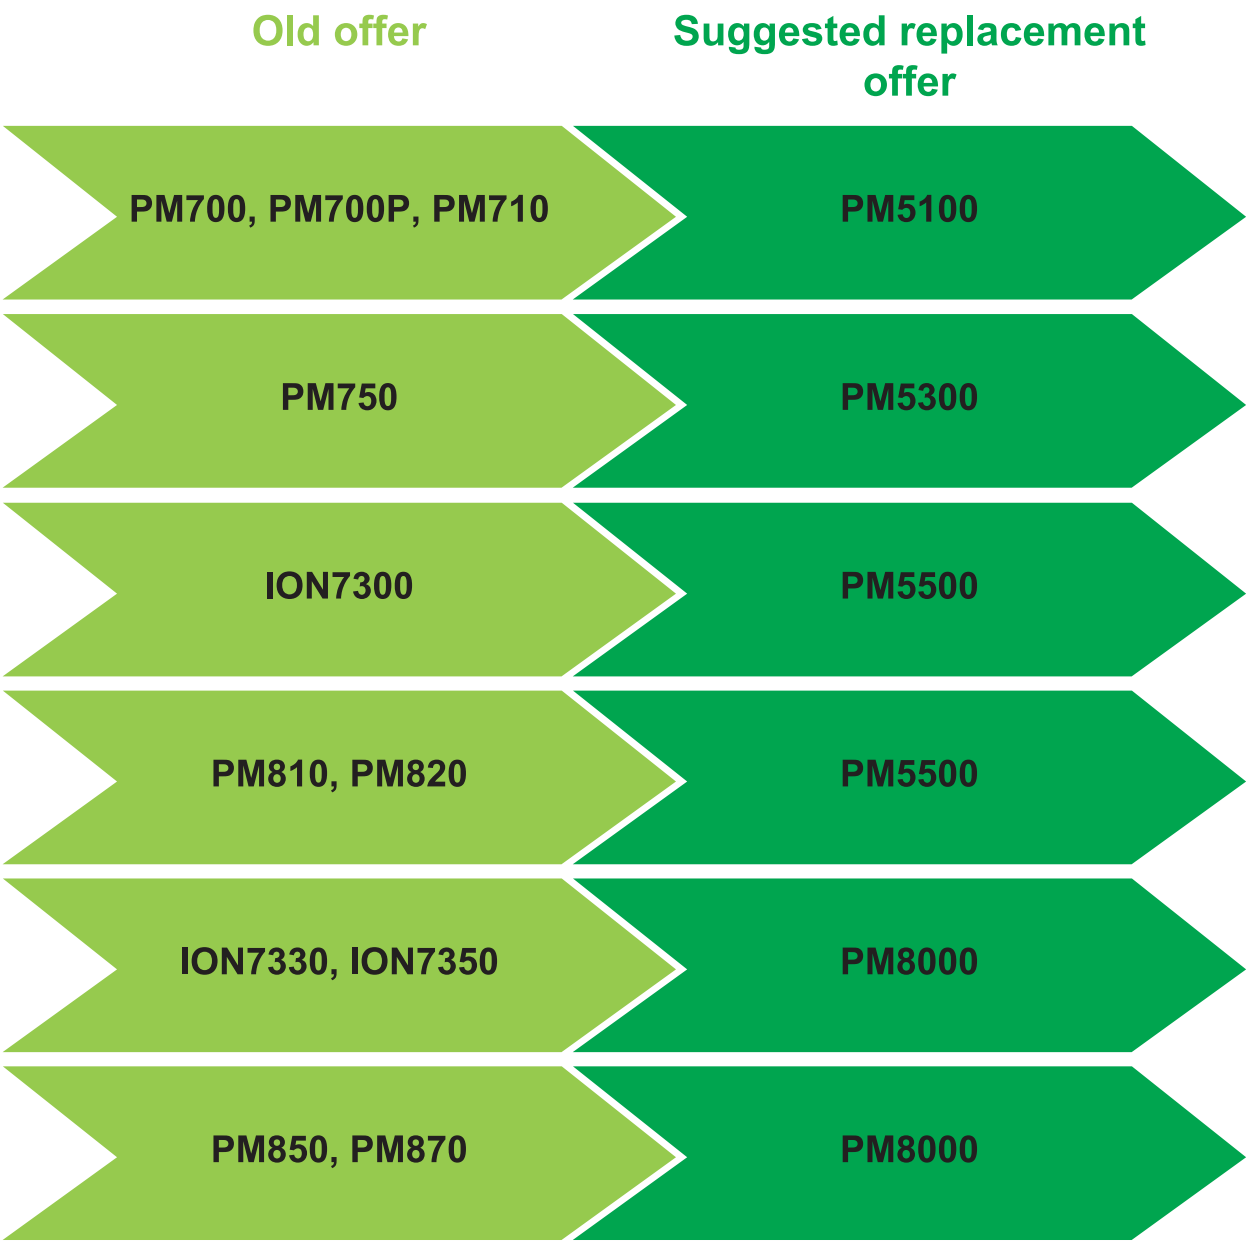 Old offer
Suggested replacement
offer
PM700, PM700P, PM710
PM5100
PM750
PM5300
ION7300
PM5500
PM810, PM820
PM5500
ION7330, ION7350
PM8000
PM850, PM870
PM8000